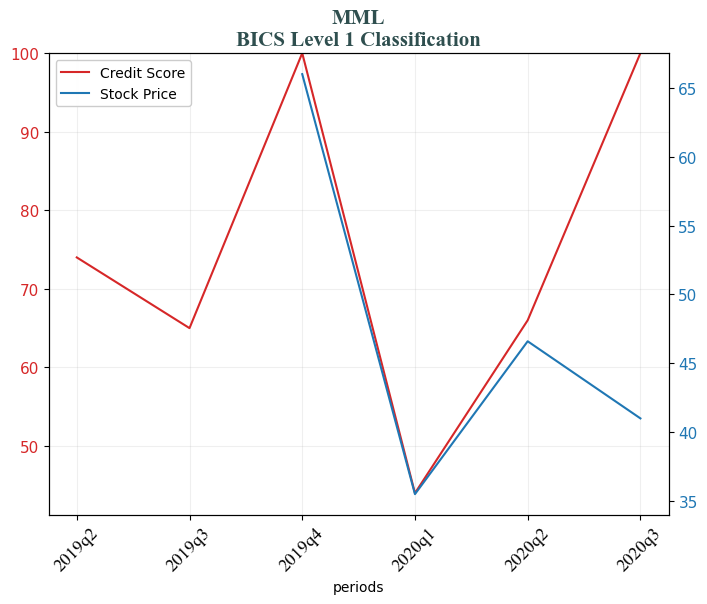 MML
BICS Level 1 Classification
Credit Score
Stock Price
100
90
80
70
60
50
65
60
55
50
45
40
35
2019q2
2019q3
2019q4
2020q1
2020q2
2020q3
periods